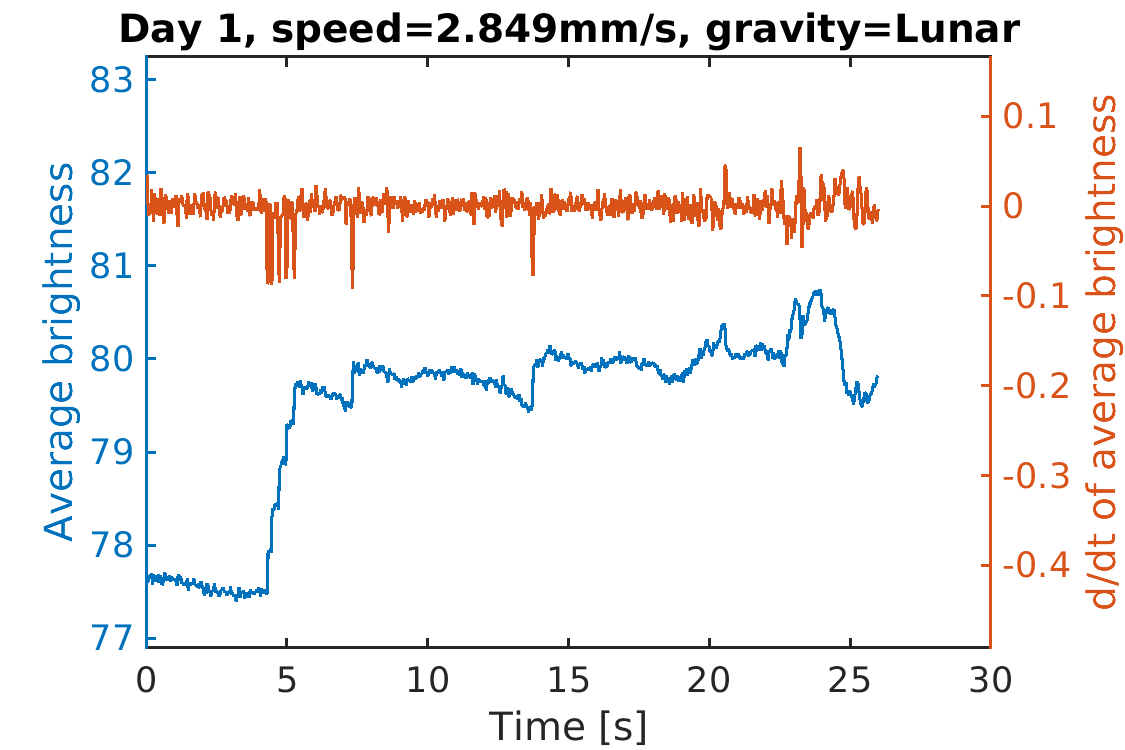 Day 1, speed=2.849mm/s, gravity=Lunar
83
82
81
80
79
78
77
Average brightness
0.1
0
-0.1
-0.2
-0.3
-0.4
d/dt of average brightness
0 5 10 15 20 25 30
Time [s]